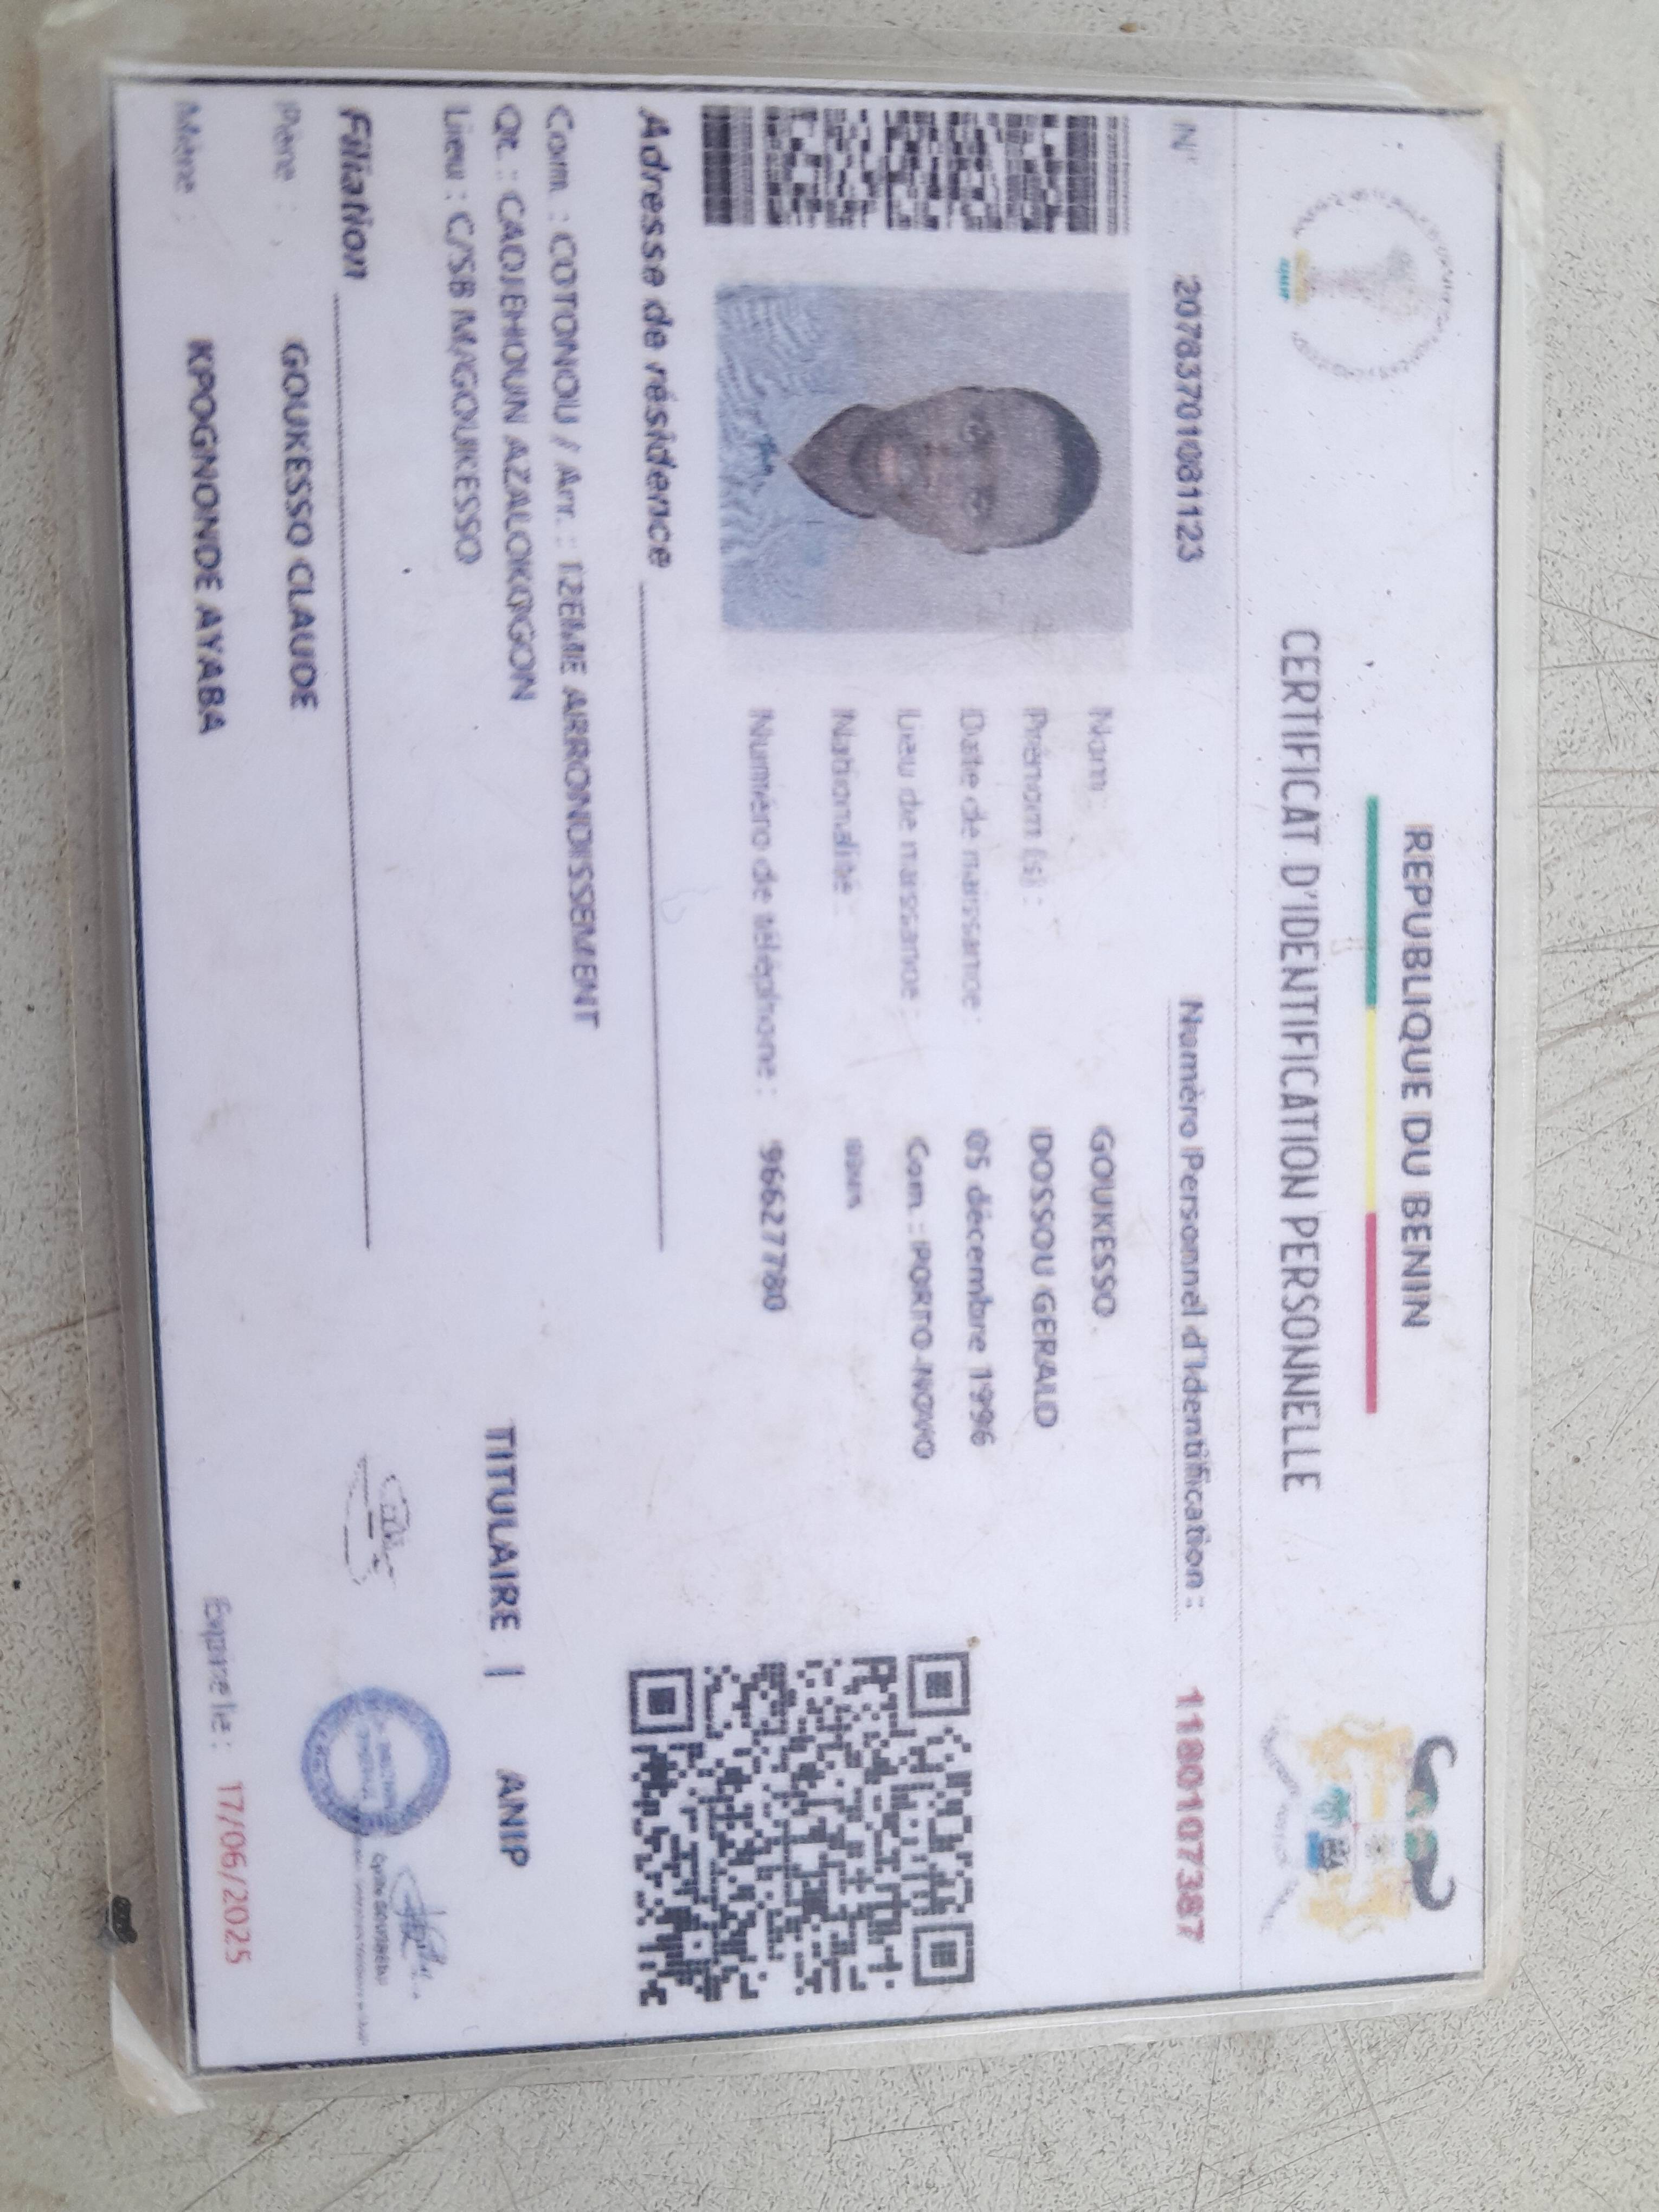 REPUBLIQUE DU BENIN
CERTIFICAT D'IDENTIFICATION PERSONNELLE
N° 20783701081123
Numéro Personnel d'Identification : 1180107387
Nom : GOUKESSO
Prénom (s) : DOSSOU GERALD
Date de naissance : 05 décembre 1996
Lieu de naissance : Com. : PORTO-NOVO
Nationalité :
Numéro de téléphone : 96627780
Adresse de résidence
Com. : COTONOU / Arr. : 12EME ARRONDISSEMENT
Qt. : CADJEHOUN AZALOKOGON
Lieu : C/SB M/GOUKESSO
Filiation
Père : GOUKESSO CLAUDE
Mère : KPOGNONDE AYABA
TITULAIRE | ANIP
Expire le : 17/06/2025